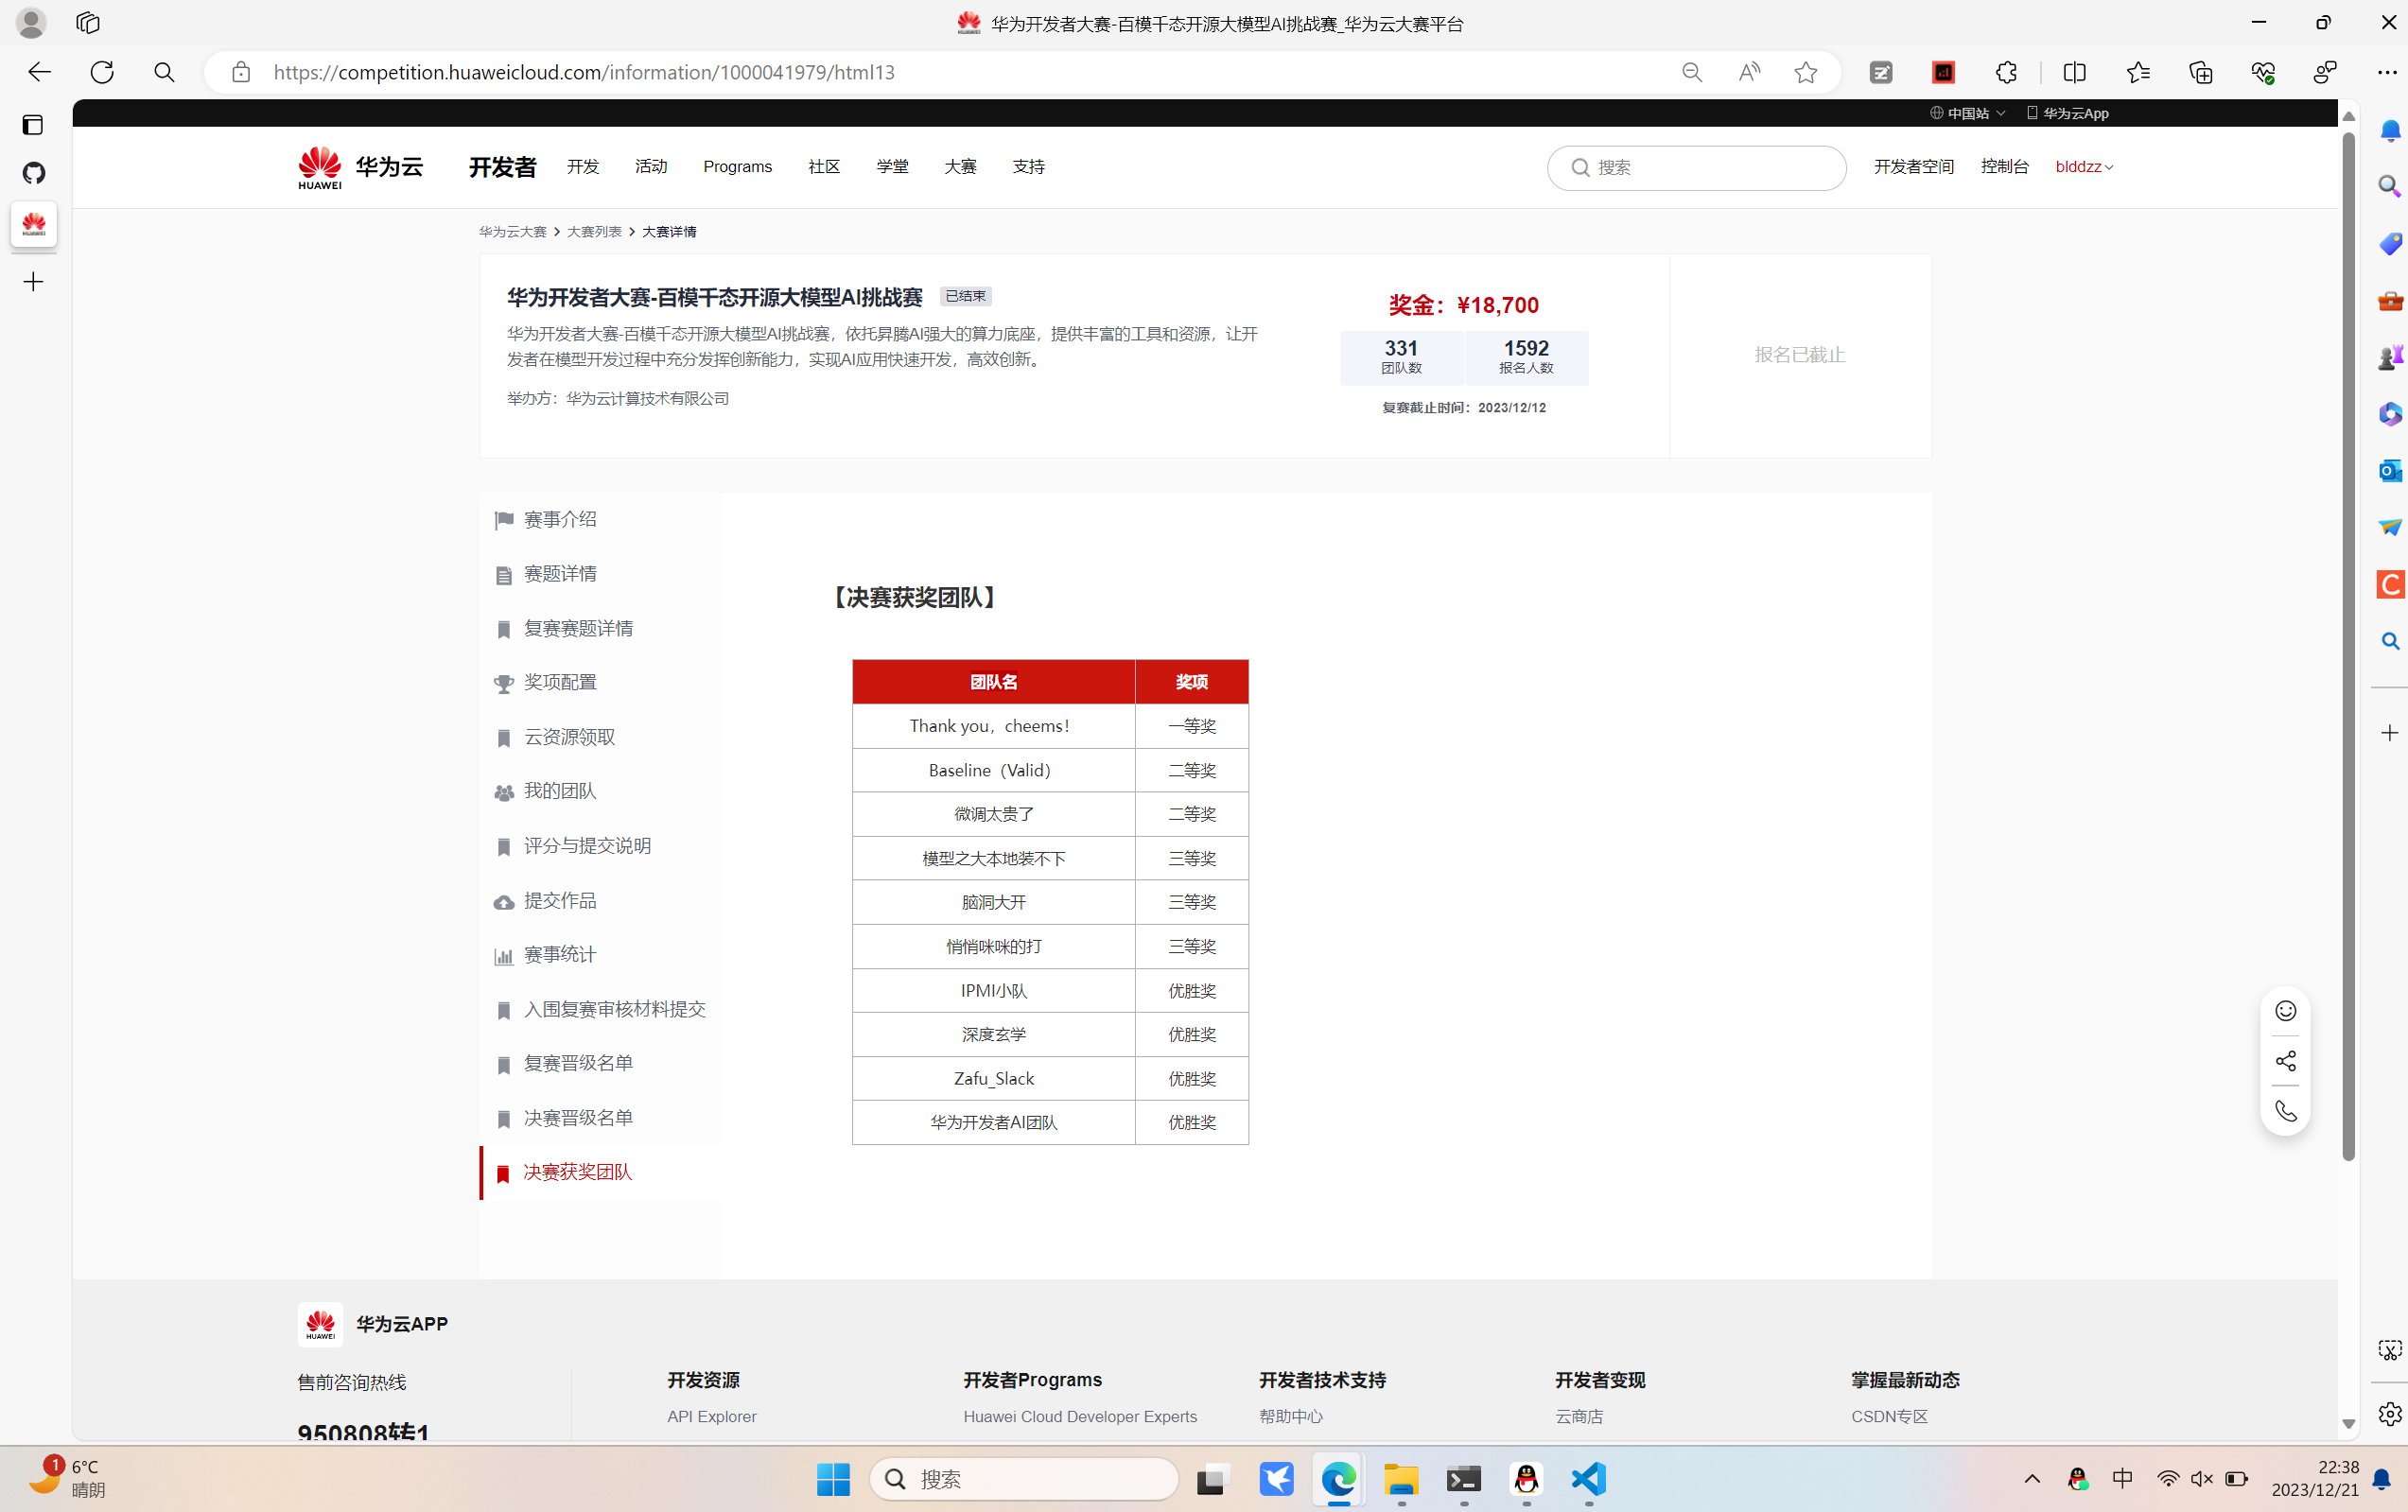 华为开发者大赛-百模千态开源大模型AI挑战赛_华为云大赛平台
https://competition.huaweicloud.com/information/1000041979/html13
中国站
华为云App
HUAWEI
华为云
开发者
开发
活动
Programs
社区
学堂
大赛
支持
搜索
开发者空间
控制台
blddzz
华为云大赛 > 大赛列表 > 大赛详情
华为开发者大赛-百模千态开源大模型AI挑战赛
已结束
华为开发者大赛-百模千态开源大模型AI挑战赛，依托昇腾AI强大的算力底座，提供丰富的工具和资源，让开
发者在模型开发过程中充分发挥创新能力，实现AI应用快速开发，高效创新。
举办方：华为云计算技术有限公司
奖金：¥18,700
331
团队数
1592
报名人数
复赛截止时间：2023/12/12
报名已截止
赛事介绍
赛题详情
复赛赛题详情
奖项配置
云资源领取
我的团队
评分与提交说明
提交作品
赛事统计
入围复赛审核材料提交
复赛晋级名单
决赛晋级名单
决赛获奖团队
【决赛获奖团队】
团队名 奖项
Thank you，cheems！ 一等奖
Baseline（Valid） 二等奖
微调太贵了 二等奖
模型之大本地装不下 三等奖
脑洞大开 三等奖
悄悄咪咪的打 三等奖
IPMI小队 优胜奖
深度玄学 优胜奖
Zafu_Slack 优胜奖
华为开发者AI团队 优胜奖
HUAWEI
华为云APP
售前咨询热线
950808转1
开发资源
API Explorer
开发者Programs
Huawei Cloud Developer Experts
开发者技术支持
帮助中心
开发者变现
云商店
掌握最新动态
CSDN专区
1
6°C
晴朗
搜索
中
22:38
2023/12/21